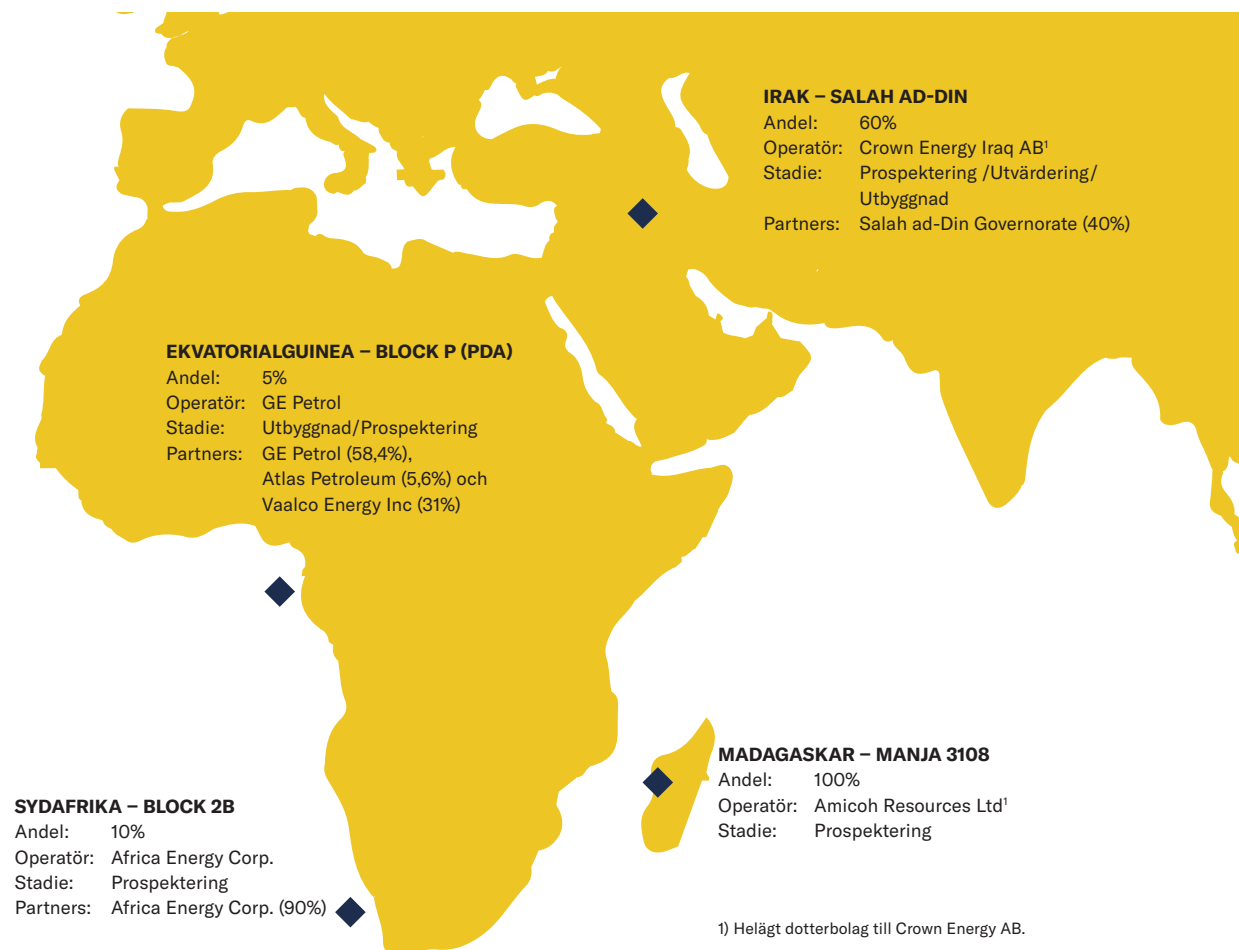 IRAK – SALAH AD-DIN
Andel: 60%
Operatör: Crown Energy Iraq AB¹
Stadie: Prospektering /Utvärdering/
Utbyggnad
Partners: Salah ad-Din Governorate (40%)
EKVATORIALGUINEA – BLOCK P (PDA)
Andel: 5%
Operatör: GE Petrol
Stadie: Utbyggnad/Prospektering
Partners: GE Petrol (58,4%),
Atlas Petroleum (5,6%) och
Vaalco Energy Inc (31%)
MADAGASKAR – MANJA 3108
Andel: 100%
Operatör: Amicoh Resources Ltd¹
Stadie: Prospektering
SYDAFRIKA – BLOCK 2B
Andel: 10%
Operatör: Africa Energy Corp.
Stadie: Prospektering
Partners: Africa Energy Corp. (90%)
1) Helägt dotterbolag till Crown Energy AB.